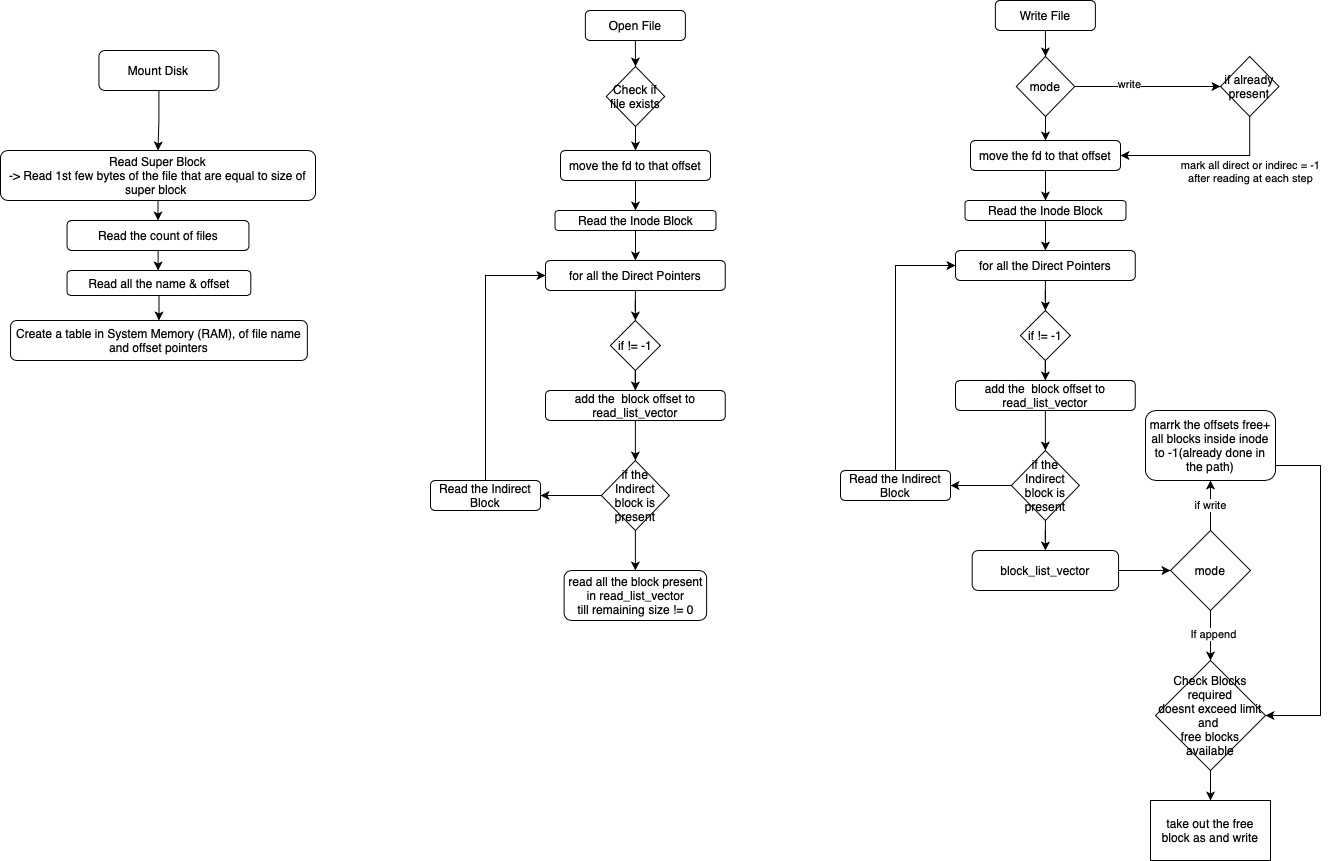 Mount Disk
Read Super Block
-> Read 1st few bytes of the file that are equal to size of
super block
Read the count of files
Read all the name & offset
Create a table in System Memory (RAM), of file name
and offset pointers
Open File
Check if
file exists
move the fd to that offset
Read the Inode Block
for all the Direct Pointers
if != -1
add the  block offset to
read_list_vector
if the
Indirect
block is
present
Read the Indirect
Block
read all the block present
in read_list_vector
till remaining size != 0
Write File
mode
write
if already
present
move the fd to that offset
mark all direct or indirec = -1
after reading at each step
Read the Inode Block
for all the Direct Pointers
if != -1
add the  block offset to
read_list_vector
if the
Indirect
block is
present
Read the Indirect
Block
block_list_vector
mode
if write
marrk the offsets free+
all blocks inside inode
to -1(already done in
the path)
If append
Check Blocks
required
doesnt exceed limit
and
free blocks
available
take out the free
block as and write